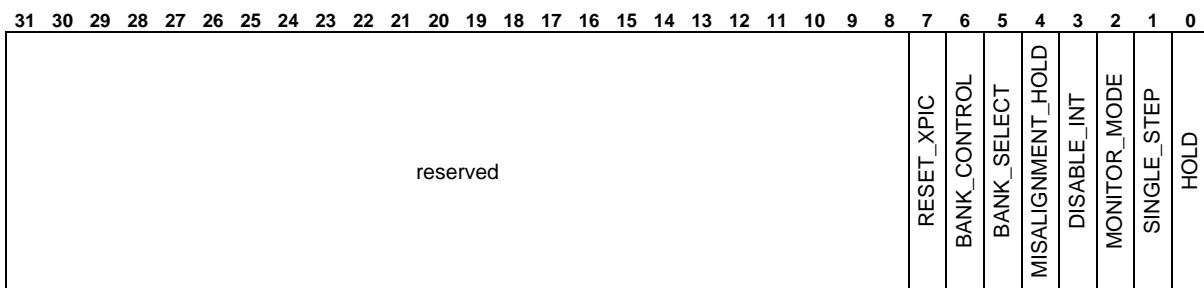 31 30 29 28 27 26 25 24 23 22 21 20 19 18 17 16 15 14 13 12 11 10 9 8 7 6 5 4 3 2 1 0
reserved
RESET_XPIC
BANK_CONTROL
BANK_SELECT
MISALIGNMENT_HOLD
DISABLE_INT
MONITOR_MODE
SINGLE_STEP
HOLD